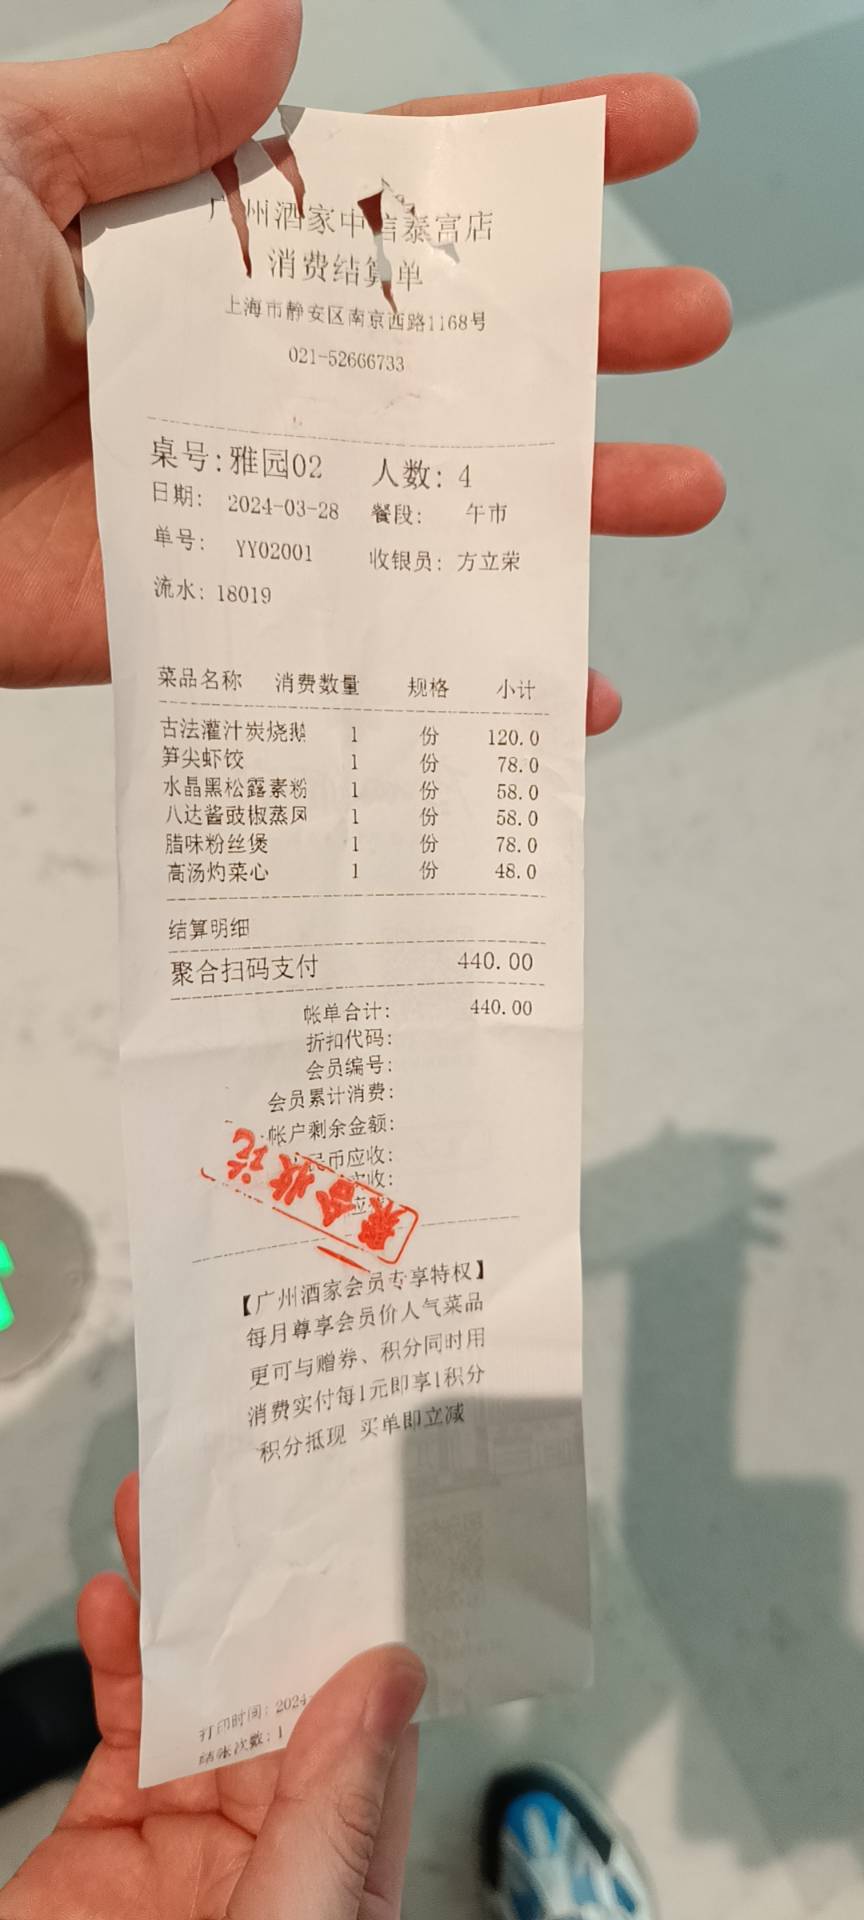 广州酒家中信泰富店
消费结算单
上海市静安区南京西路1168号
021-52666733
桌号:雅园02 人数: 4
日期: 2024-03-28 餐段: 午市
单号: YY02001 收银员: 方立荣
流水: 18019
菜品名称 消费数量 规格 小计
古法灌汁炭烧鹅 1 份 120.0
笋尖虾饺 1 份 78.0
水晶黑松露素粉 1 份 58.0
八达酱豉椒蒸凤 1 份 58.0
腊味粉丝煲 1 份 78.0
高汤灼菜心 1 份 48.0
结算明细
聚合扫码支付 440.00
帐单合计: 440.00
折扣代码:
会员编号:
会员累计消费:
帐户剩余金额:
民币应收:
实收:
聚合收讫
【广州酒家会员专享特权】
每月尊享会员价人气菜品
更可与赠券、积分同时用
消费实付每1元即享1积分
积分抵现 买单即立减
打印时间: 2024-
结账次数: 1